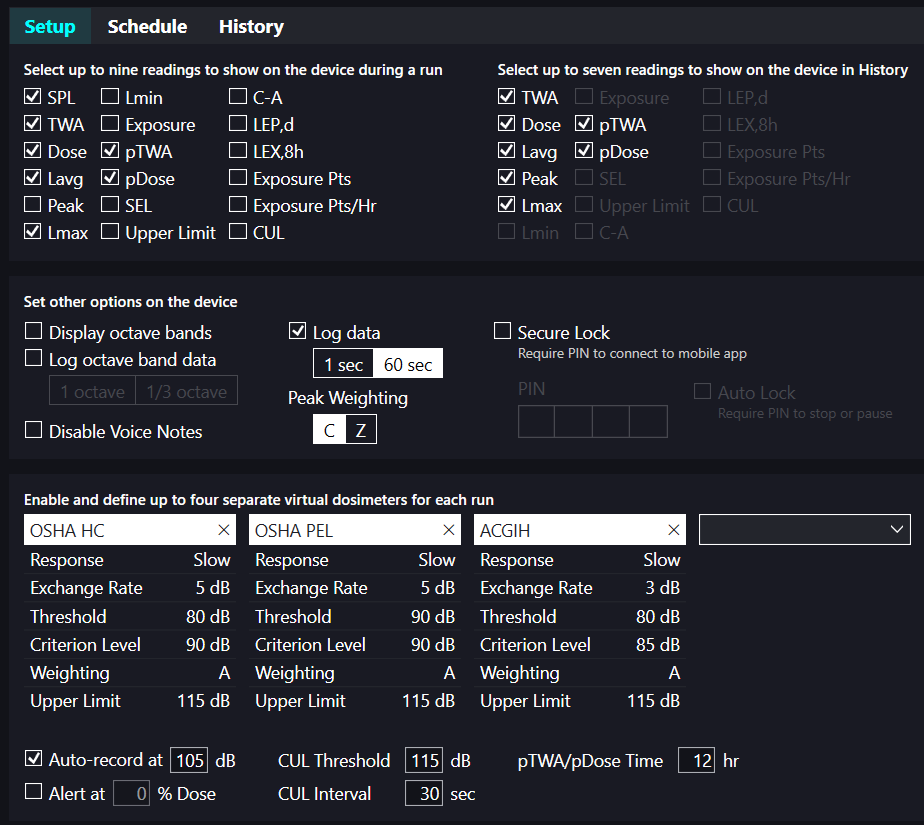 Setup Schedule History
Select up to nine readings to show on the device during a run
SPL Lmin C-A
TWA Exposure LEP,d
Dose pTWA LEX,8h
Lavg pDose Exposure Pts
Peak SEL Exposure Pts/Hr
Lmax Upper Limit CUL
Select up to seven readings to show on the device in History
TWA Exposure LEP,d
Dose pTWA LEX,8h
Lavg pDose Exposure Pts
Peak SEL Exposure Pts/Hr
Lmax Upper Limit CUL
Lmin C-A
Set other options on the device
Display octave bands
Log octave band data
1 octave 1/3 octave
Disable Voice Notes
Log data
1 sec 60 sec
Peak Weighting
C Z
Secure Lock
Require PIN to connect to mobile app
PIN
Auto Lock
Require PIN to stop or pause
Enable and define up to four separate virtual dosimeters for each run
OSHA HC × OSHA PEL × ACGIH ×
Response Slow Response Slow Response Slow
Exchange Rate 5 dB Exchange Rate 5 dB Exchange Rate 3 dB
Threshold 80 dB Threshold 90 dB Threshold 80 dB
Criterion Level 90 dB Criterion Level 90 dB Criterion Level 85 dB
Weighting A Weighting A Weighting A
Upper Limit 115 dB Upper Limit 115 dB Upper Limit 115 dB
Auto-record at 105 dB CUL Threshold 115 dB pTWA/pDose Time 12 hr
Alert at 0 % Dose CUL Interval 30 sec